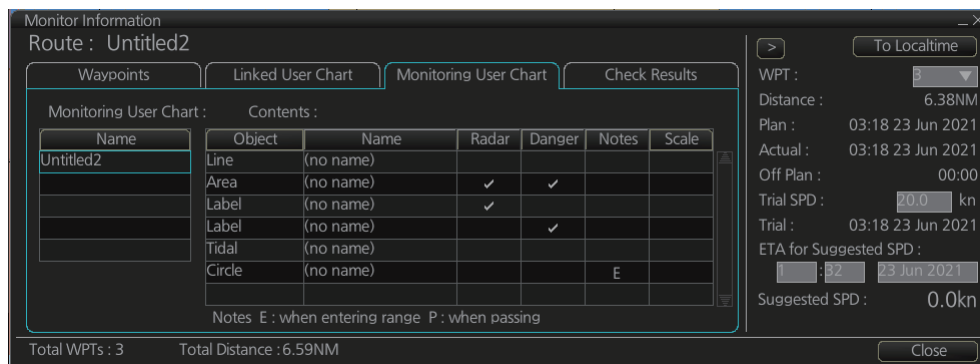 Monitor Information
Route : Untitled2
Waypoints Linked User Chart Monitoring User Chart Check Results
Monitoring User Chart : Contents :
Name
Untitled2
Object Name Radar Danger Notes Scale
Line (no name)
Area (no name) ✓ ✓
Label (no name) ✓
Label (no name) ✓
Tidal (no name)
Circle (no name) E
Notes E : when entering range P : when passing
> To Localtime
WPT : 3
Distance : 6.38NM
Plan : 03:18 23 Jun 2021
Actual : 03:18 23 Jun 2021
Off Plan : 00:00
Trial SPD : 20.0 kn
Trial : 03:18 23 Jun 2021
ETA for Suggested SPD :
1 :32 23 Jun 2021
Suggested SPD : 0.0kn
Total WPTs : 3 Total Distance : 6.59NM
Close